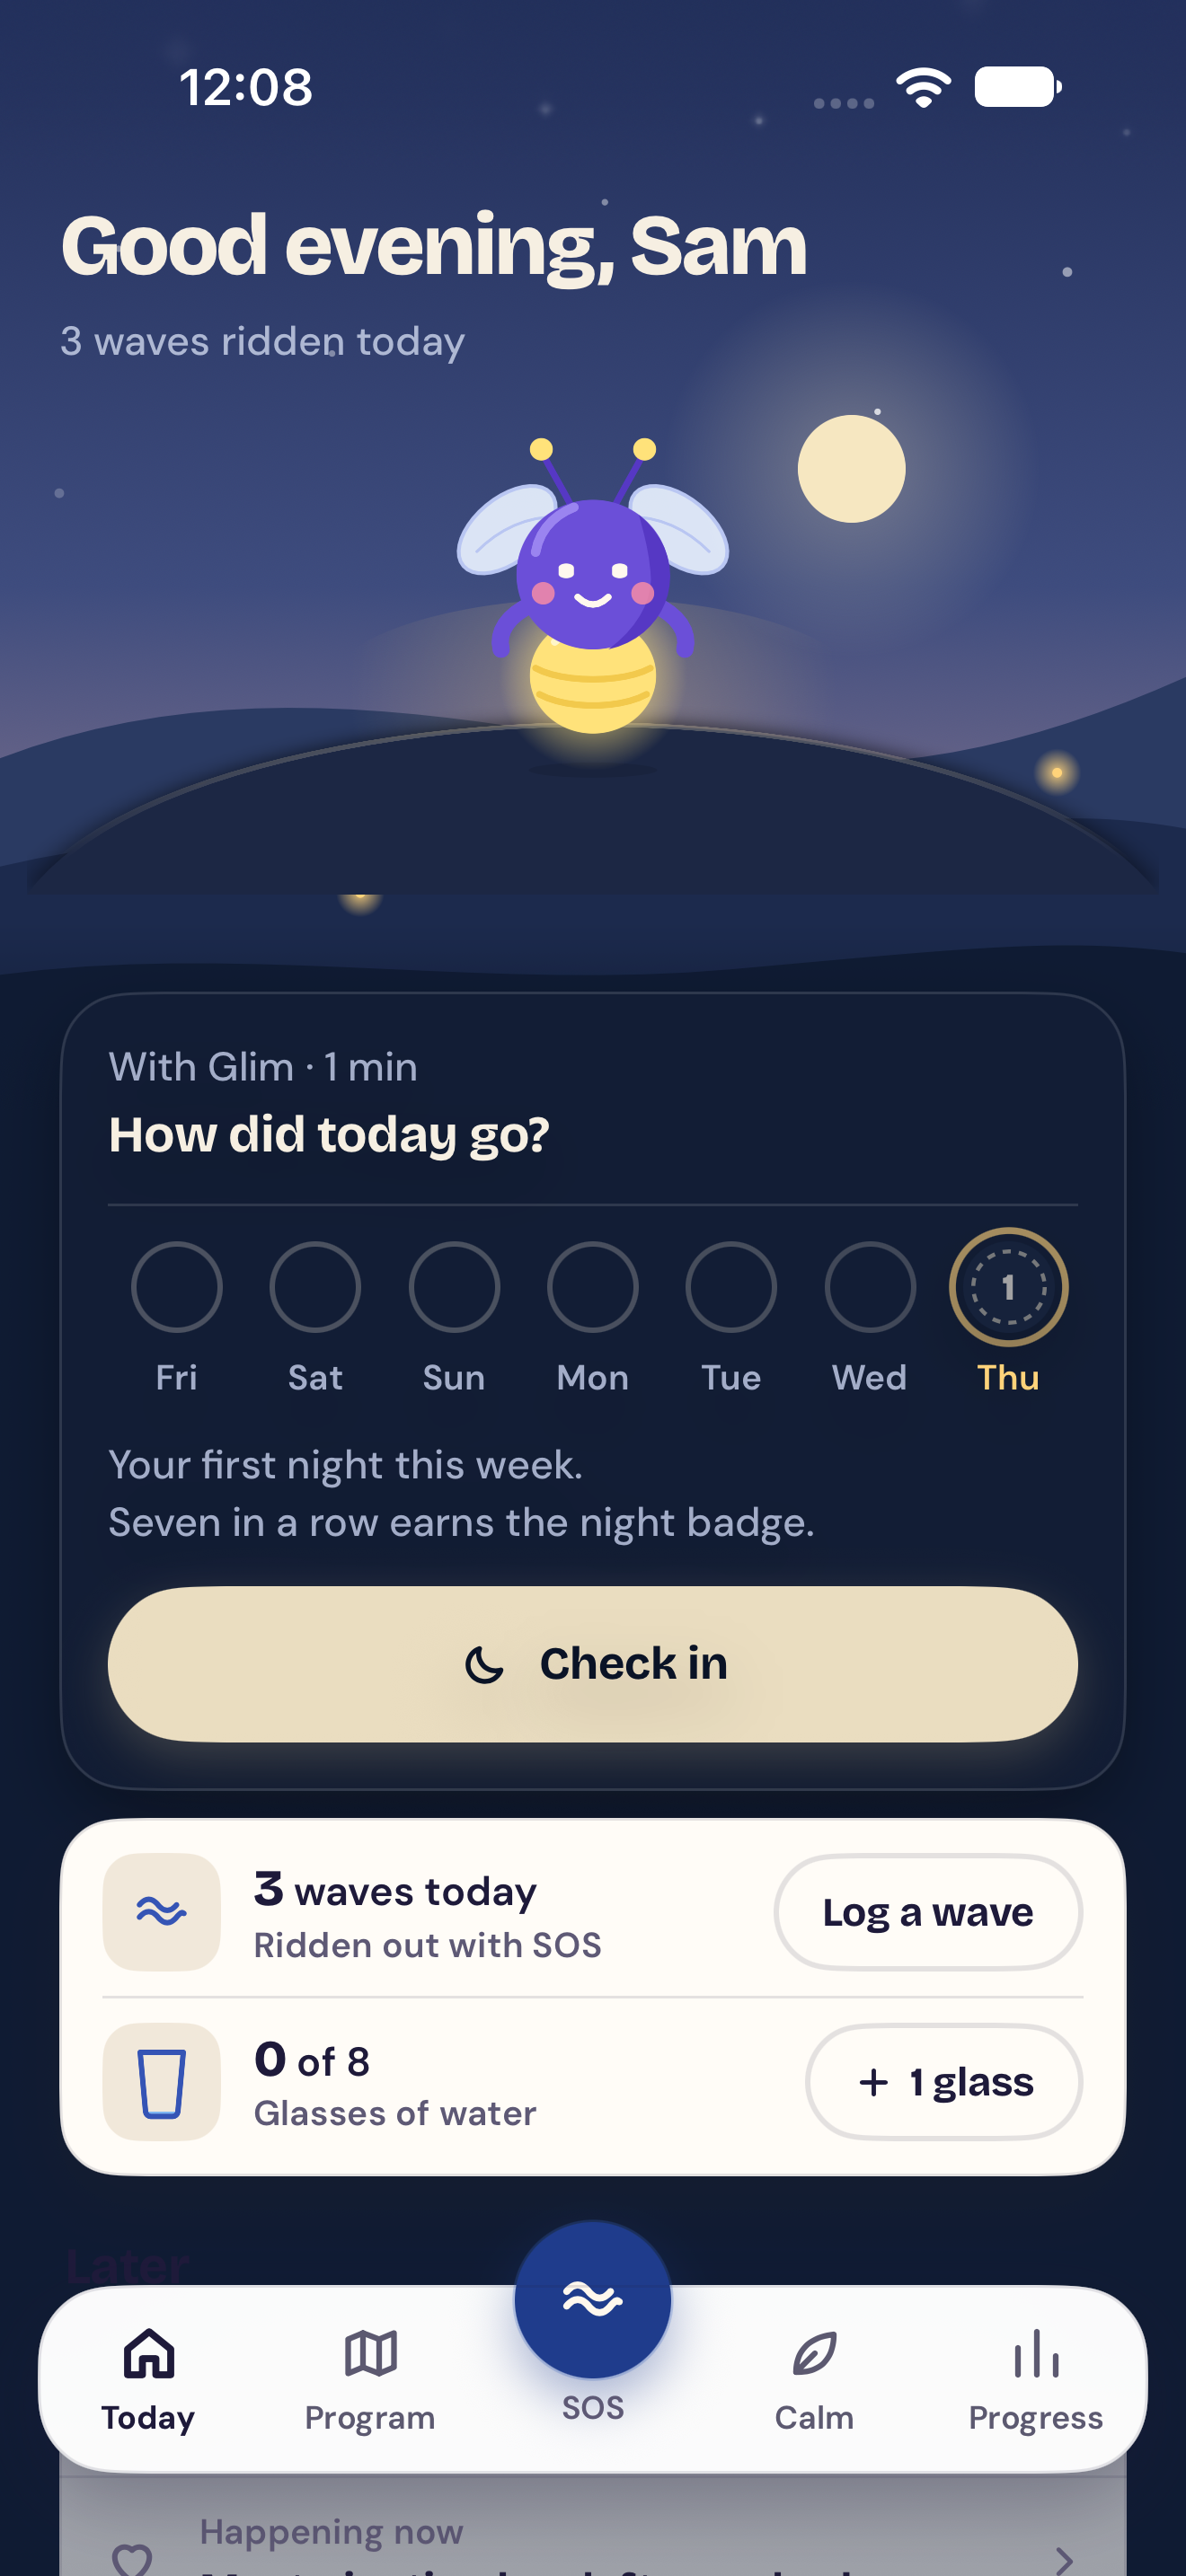 12:08
Good evening, Sam
3 waves ridden today
With Glim · 1 min
How did today go?
1
Fri Sat Sun Mon Tue Wed Thu
Your first night this week.
Seven in a row earns the night badge.
Check in
3 waves today
Ridden out with SOS
Log a wave
0 of 8
Glasses of water
+ 1 glass
Later
Today Program SOS Calm Progress
Happening now